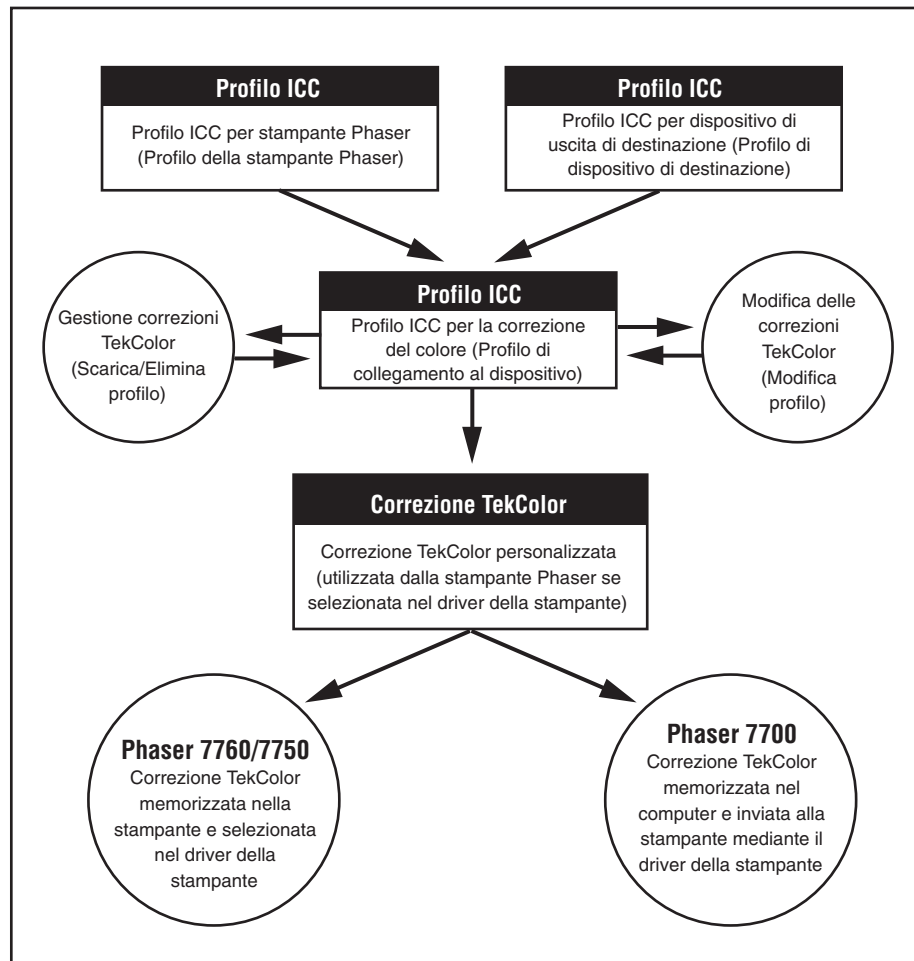 Profilo ICC
Profilo ICC per stampante Phaser
(Profilo della stampante Phaser)
Profilo ICC
Profilo ICC per dispositivo di
uscita di destinazione (Profilo di
dispositivo di destinazione)
Gestione correzioni
TekColor
(Scarica/Elimina
profilo)
Profilo ICC
Profilo ICC per la correzione
del colore (Profilo di
collegamento al dispositivo)
Modifica delle
correzioni
TekColor
(Modifica
profilo)
Correzione TekColor
Correzione TekColor personalizzata
(utilizzata dalla stampante Phaser se
selezionata nel driver della stampante)
Phaser 7760/7750
Correzione TekColor
memorizzata nella
stampante e selezionata
nel driver della
stampante
Phaser 7700
Correzione TekColor
memorizzata nel
computer e inviata alla
stampante mediante il
driver della stampante